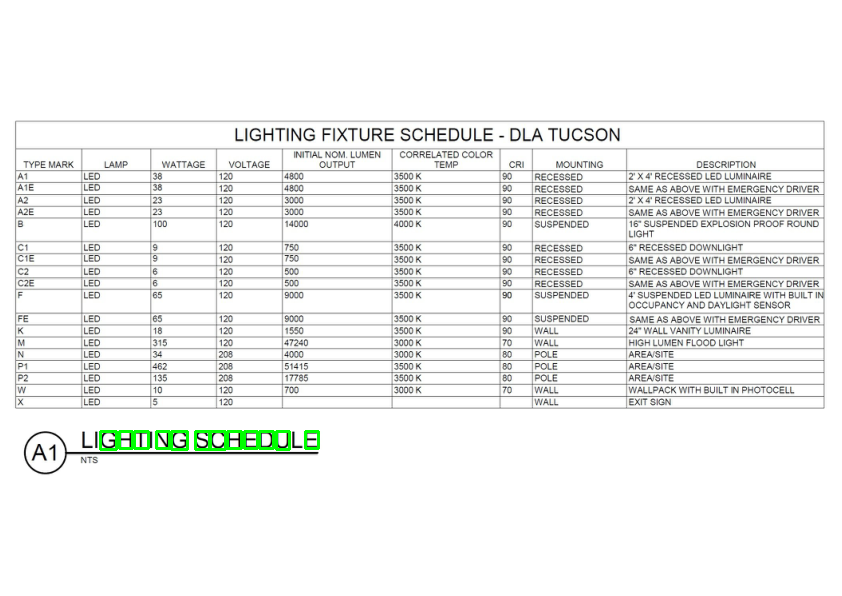 LIGHTING FIXTURE SCHEDULE - DLA TUCSON
TYPE MARK LAMP WATTAGE VOLTAGE INITIAL NOM. LUMEN OUTPUT CORRELATED COLOR TEMP CRI MOUNTING DESCRIPTION
A1 LED 38 120 4800 3500 K 90 RECESSED 2' X 4' RECESSED LED LUMINAIRE
A1E LED 38 120 4800 3500 K 90 RECESSED SAME AS ABOVE WITH EMERGENCY DRIVER
A2 LED 23 120 3000 3500 K 90 RECESSED 2' X 4' RECESSED LED LUMINAIRE
A2E LED 23 120 3000 3500 K 90 RECESSED SAME AS ABOVE WITH EMERGENCY DRIVER
B LED 100 120 14000 4000 K 90 SUSPENDED 16" SUSPENDED EXPLOSION PROOF ROUND LIGHT
C1 LED 9 120 750 3500 K 90 RECESSED 6" RECESSED DOWNLIGHT
C1E LED 9 120 750 3500 K 90 RECESSED SAME AS ABOVE WITH EMERGENCY DRIVER
C2 LED 6 120 500 3500 K 90 RECESSED 6" RECESSED DOWNLIGHT
C2E LED 6 120 500 3500 K 90 RECESSED SAME AS ABOVE WITH EMERGENCY DRIVER
F LED 65 120 9000 3500 K 90 SUSPENDED 4' SUSPENDED LED LUMINAIRE WITH BUILT IN OCCUPANCY AND DAYLIGHT SENSOR
FE LED 65 120 9000 3500 K 90 SUSPENDED SAME AS ABOVE WITH EMERGENCY DRIVER
K LED 18 120 1550 3500 K 90 WALL 24" WALL VANITY LUMINAIRE
M LED 315 120 47240 3000 K 70 WALL HIGH LUMEN FLOOD LIGHT
N LED 34 208 4000 3000 K 80 POLE AREA/SITE
P1 LED 462 208 51415 3500 K 80 POLE AREA/SITE
P2 LED 135 208 17785 3500 K 80 POLE AREA/SITE
W LED 10 120 700 3000 K 70 WALL WALLPACK WITH BUILT IN PHOTOCELL
X LED 5 120 WALL EXIT SIGN
A1 LIGHTING SCHEDULE
NTS